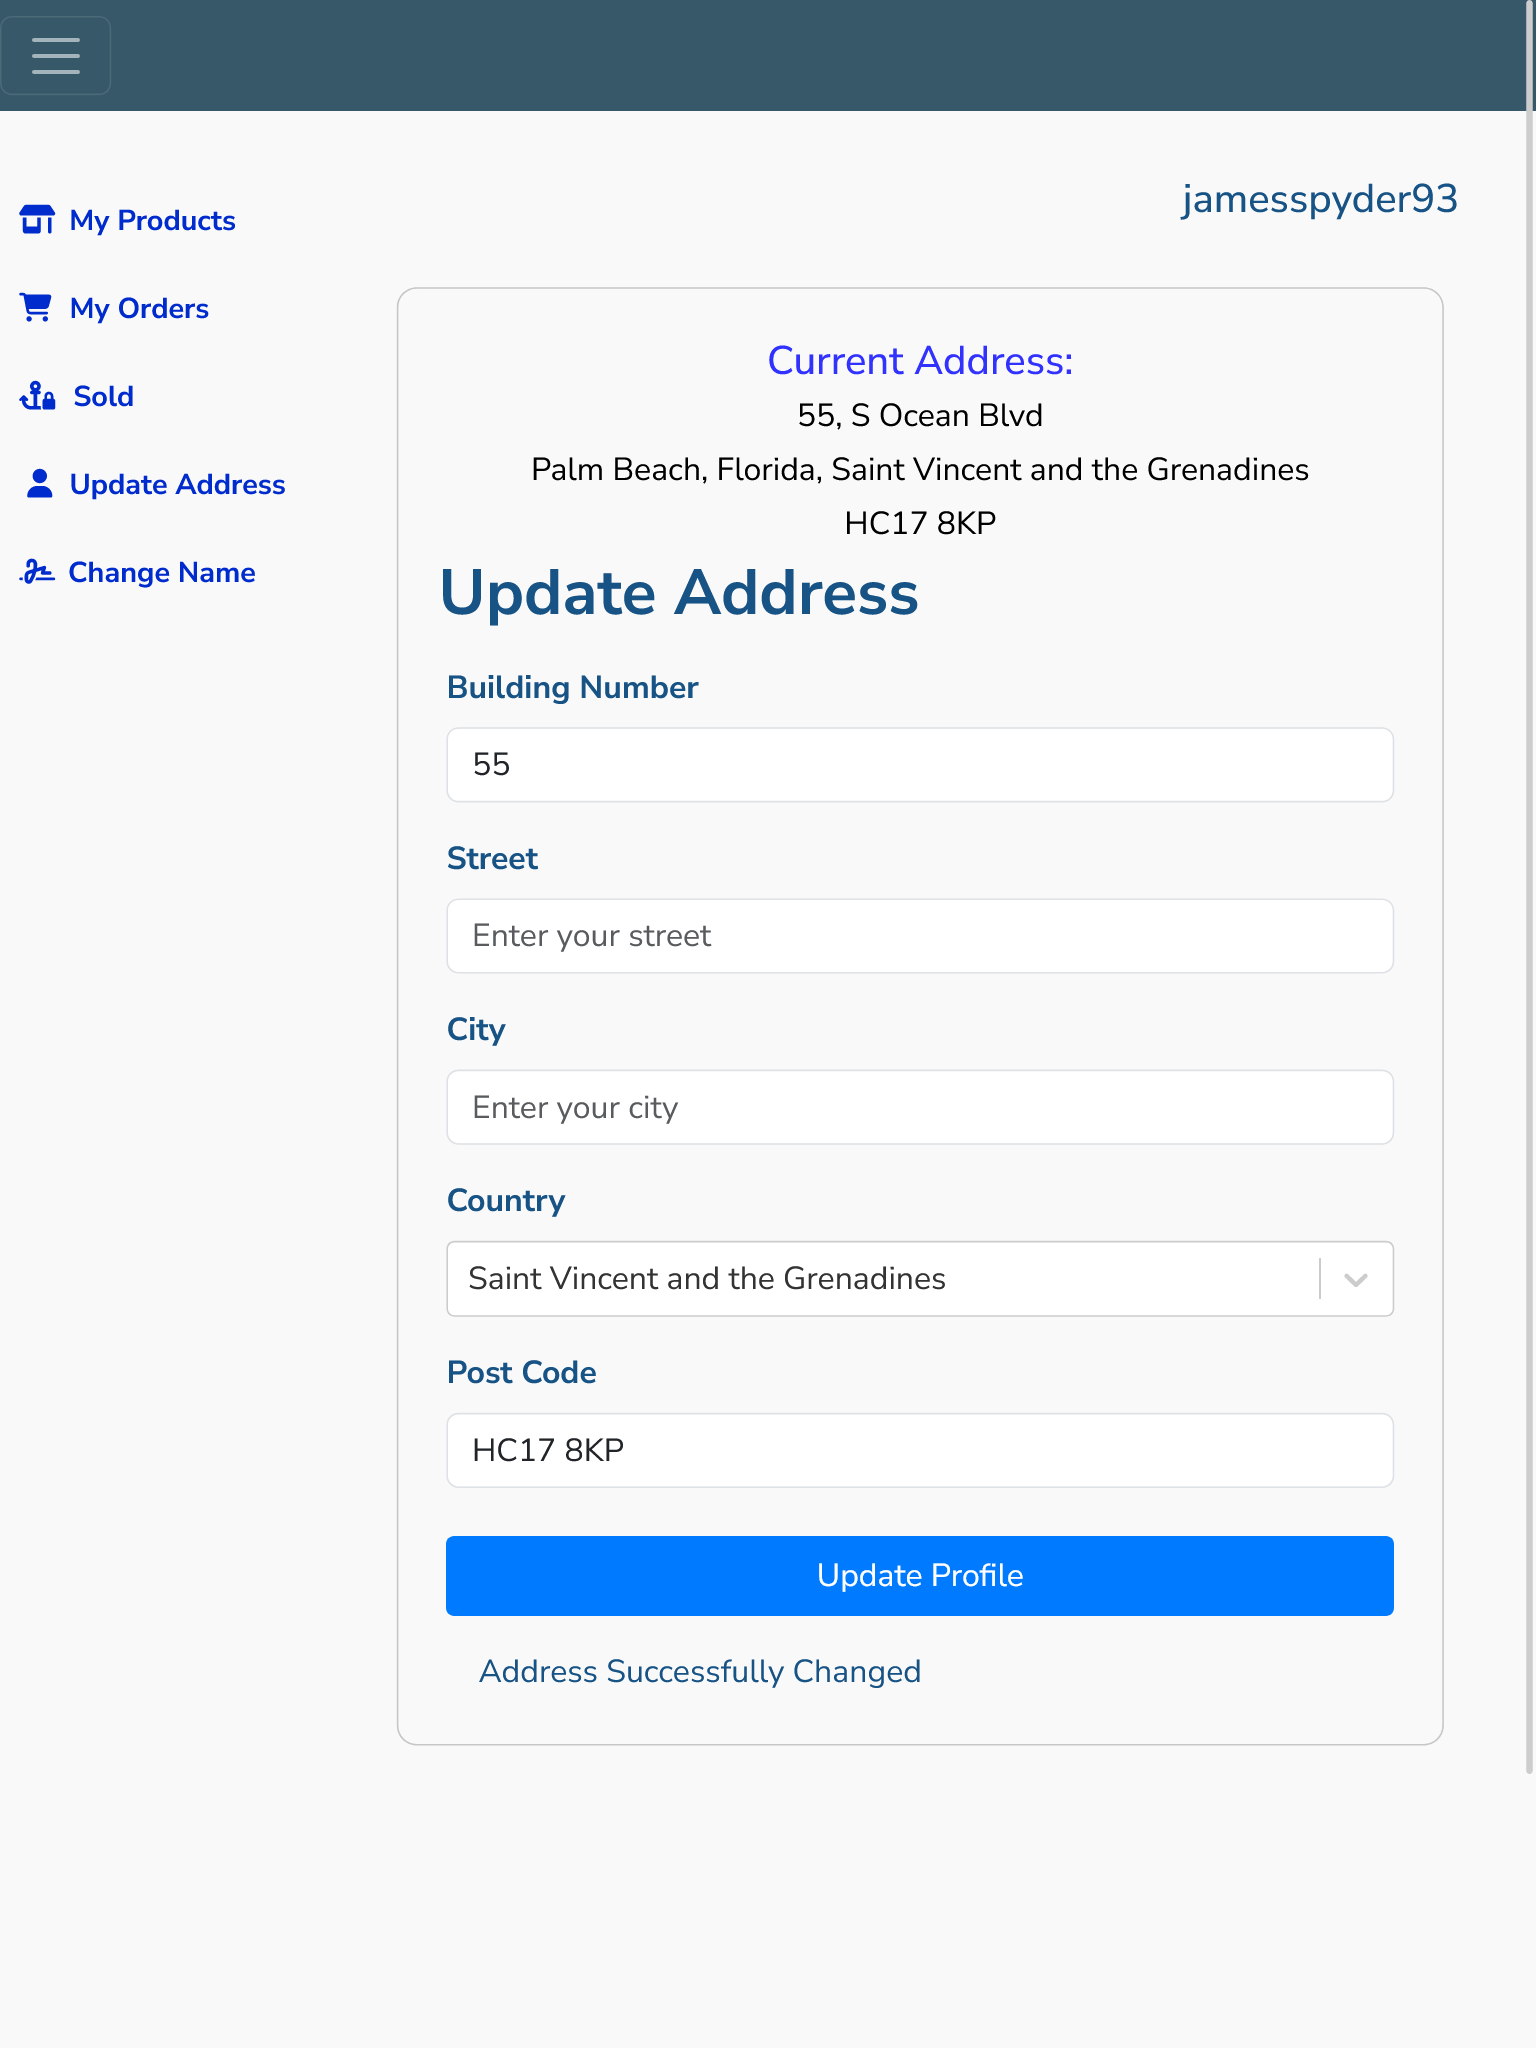 jamesspyder93
My Products
My Orders
Sold
Update Address
Change Name
Current Address:
55, S Ocean Blvd
Palm Beach, Florida, Saint Vincent and the Grenadines
HC17 8KP
Update Address
Building Number
55
Street
Enter your street
City
Enter your city
Country
Saint Vincent and the Grenadines
Post Code
HC17 8KP
Update Profile
Address Successfully Changed